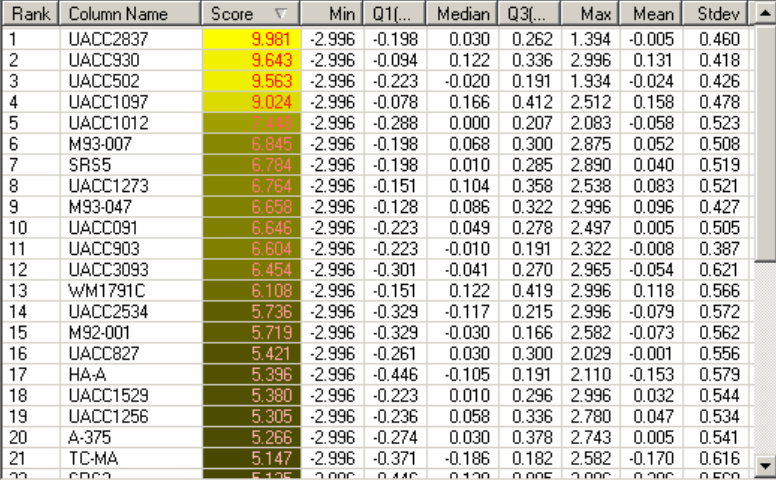 Rank Column Name Score Min Q1(... Median Q3(... Max Mean Stdev
1 UACC2837 9.981 -2.996 -0.198 0.030 0.262 1.394 -0.005 0.460
2 UACC930 9.643 -2.996 -0.094 0.122 0.336 2.996 0.131 0.418
3 UACC502 9.563 -2.996 -0.223 -0.020 0.191 1.934 -0.024 0.426
4 UACC1097 9.024 -2.996 -0.078 0.166 0.412 2.512 0.158 0.478
5 UACC1012 7.448 -2.996 -0.288 0.000 0.207 2.083 -0.058 0.523
6 M93-007 6.845 -2.996 -0.198 0.068 0.300 2.875 0.052 0.508
7 SRS5 6.784 -2.996 -0.198 0.010 0.285 2.890 0.040 0.519
8 UACC1273 6.764 -2.996 -0.151 0.104 0.358 2.538 0.083 0.521
9 M93-047 6.658 -2.996 -0.128 0.086 0.322 2.996 0.096 0.427
10 UACC091 6.646 -2.996 -0.223 0.049 0.278 2.497 0.005 0.505
11 UACC903 6.604 -2.996 -0.223 -0.010 0.191 2.322 -0.008 0.387
12 UACC3093 6.454 -2.996 -0.301 -0.041 0.270 2.965 -0.054 0.621
13 WM1791C 6.108 -2.996 -0.151 0.122 0.419 2.996 0.118 0.566
14 UACC2534 5.736 -2.996 -0.329 -0.117 0.215 2.996 -0.079 0.572
15 M92-001 5.719 -2.996 -0.329 -0.030 0.166 2.582 -0.073 0.562
16 UACC827 5.421 -2.996 -0.261 0.030 0.300 2.029 -0.001 0.556
17 HA-A 5.396 -2.996 -0.446 -0.105 0.191 2.110 -0.153 0.579
18 UACC1529 5.380 -2.996 -0.223 0.010 0.296 2.996 0.032 0.544
19 UACC1256 5.305 -2.996 -0.236 0.058 0.336 2.780 0.047 0.534
20 A-375 5.266 -2.996 -0.274 0.030 0.378 2.743 0.005 0.541
21 TC-MA 5.147 -2.996 -0.371 -0.186 0.182 2.582 -0.170 0.616